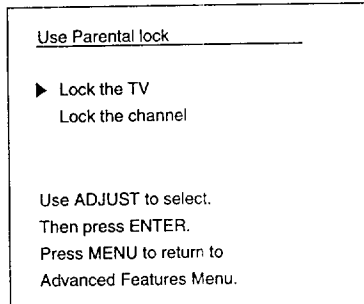 Use Parental lock
Lock the TV
Lock the channel
Use ADJUST to select.
Then press ENTER.
Press MENU to return to
Advanced Features Menu.